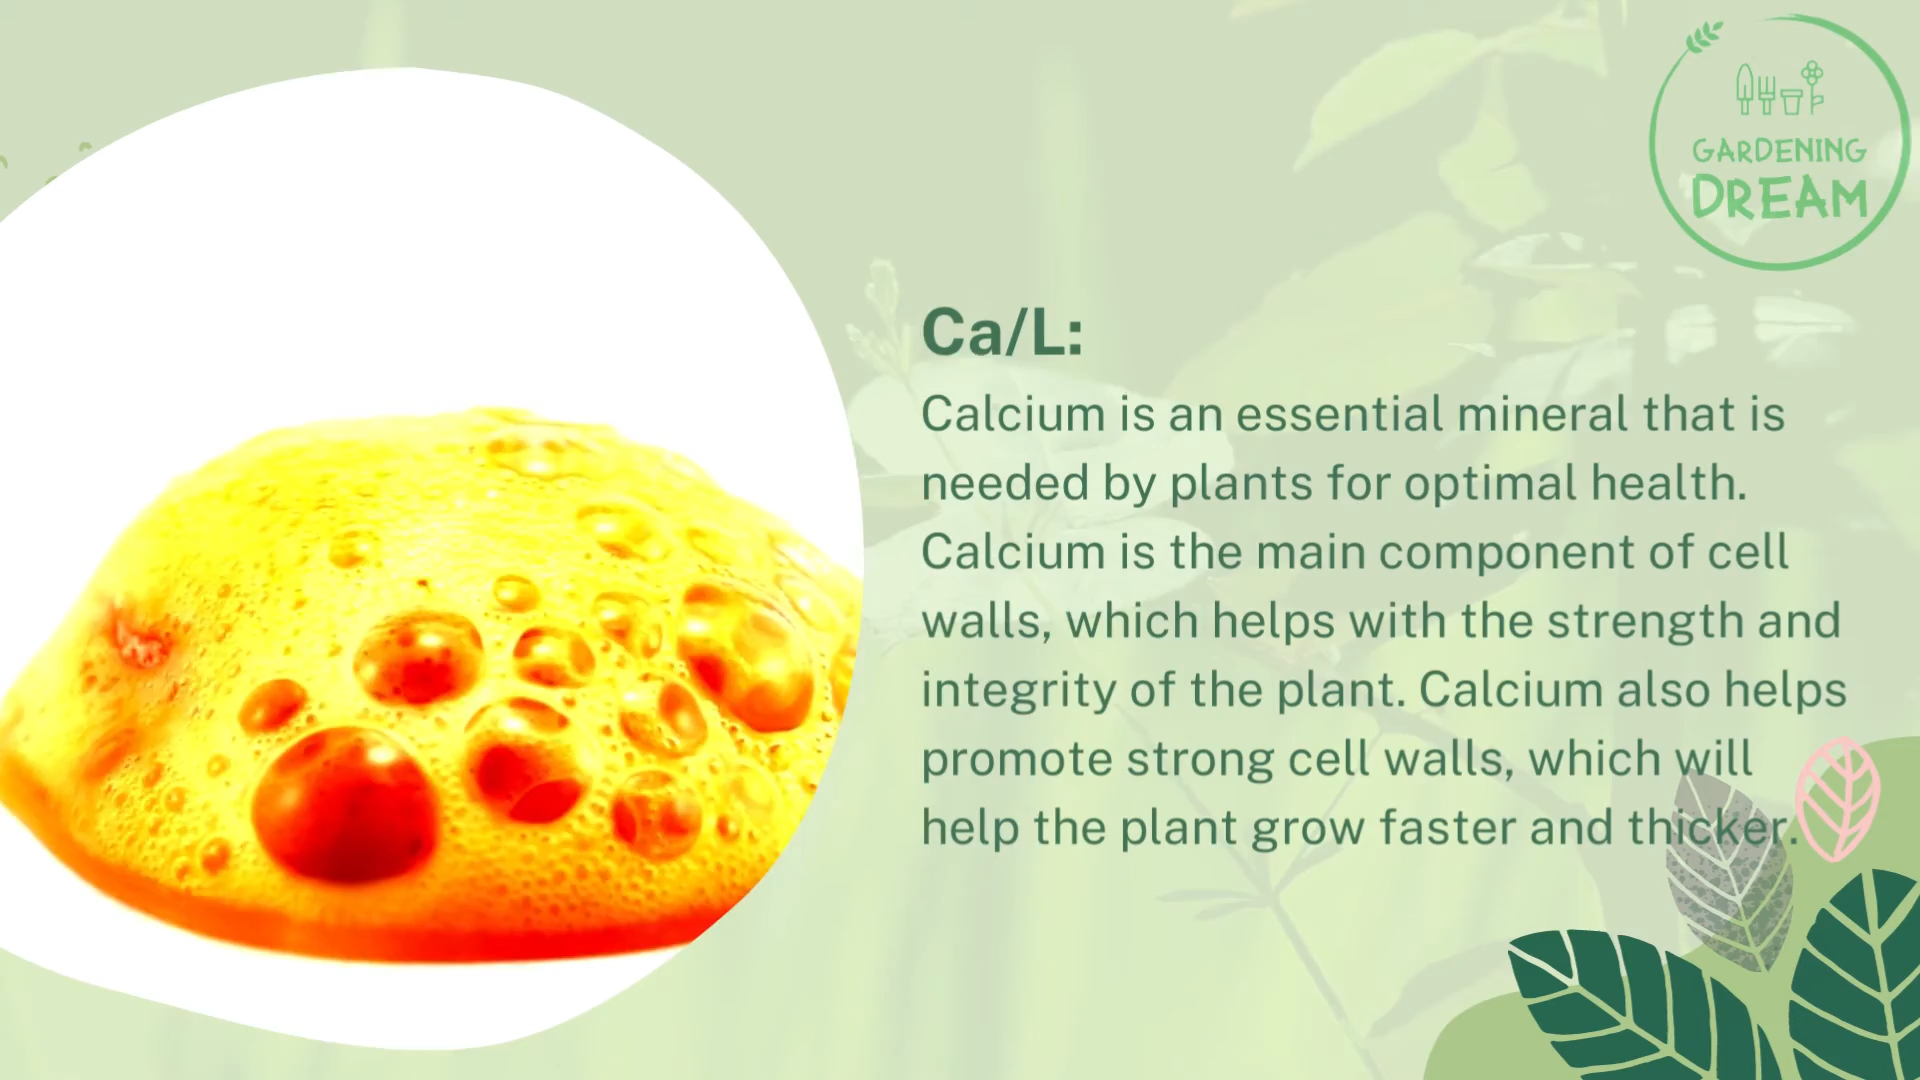 GARDENING
DREAM
Ca/L:
Calcium is an essential mineral that is
needed by plants for optimal health.
Calcium is the main component of cell
walls, which helps with the strength and
integrity of the plant. Calcium also helps
promote strong cell walls, which will
help the plant grow faster and thicker.